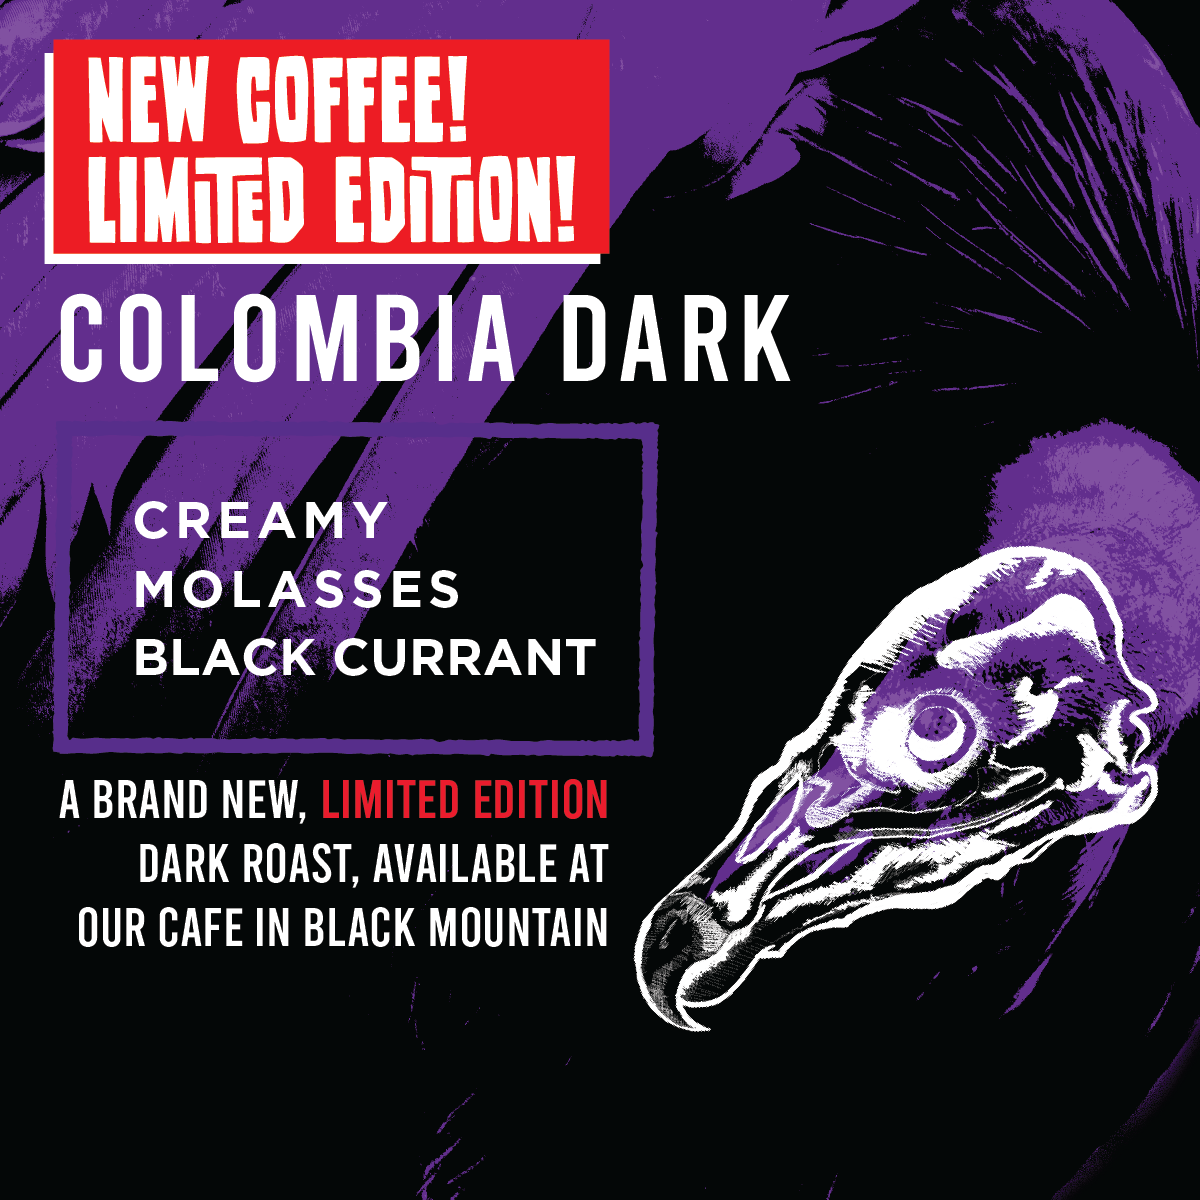 NEW COFFEE!
LIMITED EDITION!
COLOMBIA DARK
CREAMY
MOLASSES
BLACK CURRANT
A BRAND NEW, LIMITED EDITION
DARK ROAST, AVAILABLE AT
OUR CAFE IN BLACK MOUNTAIN